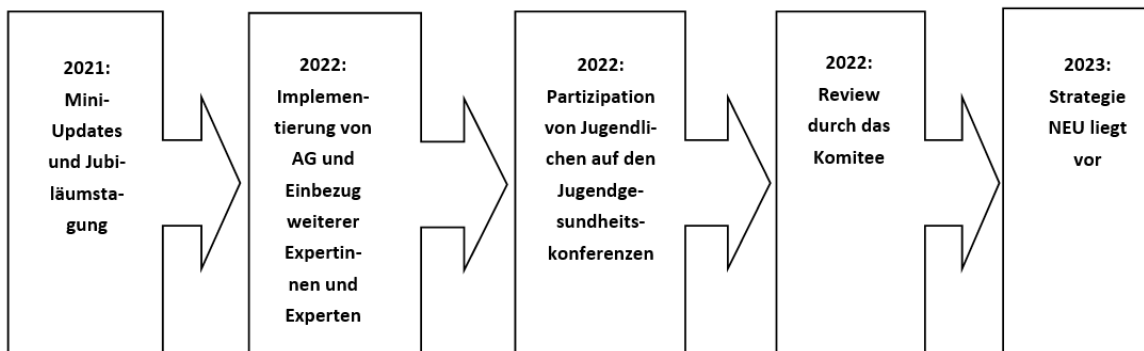 2021:
Mini-
Updates
und Jubi-
läumsta-
gung
2022:
Implemen-
tierung von
AG und
Einbezug
weiterer
Expertin-
nen und
Experten
2022:
Partizipation
von Jugendli-
chen auf den
Jugendge-
sundheits-
konferenzen
2022:
Review
durch das
Komitee
2023:
Strategie
NEU liegt
vor